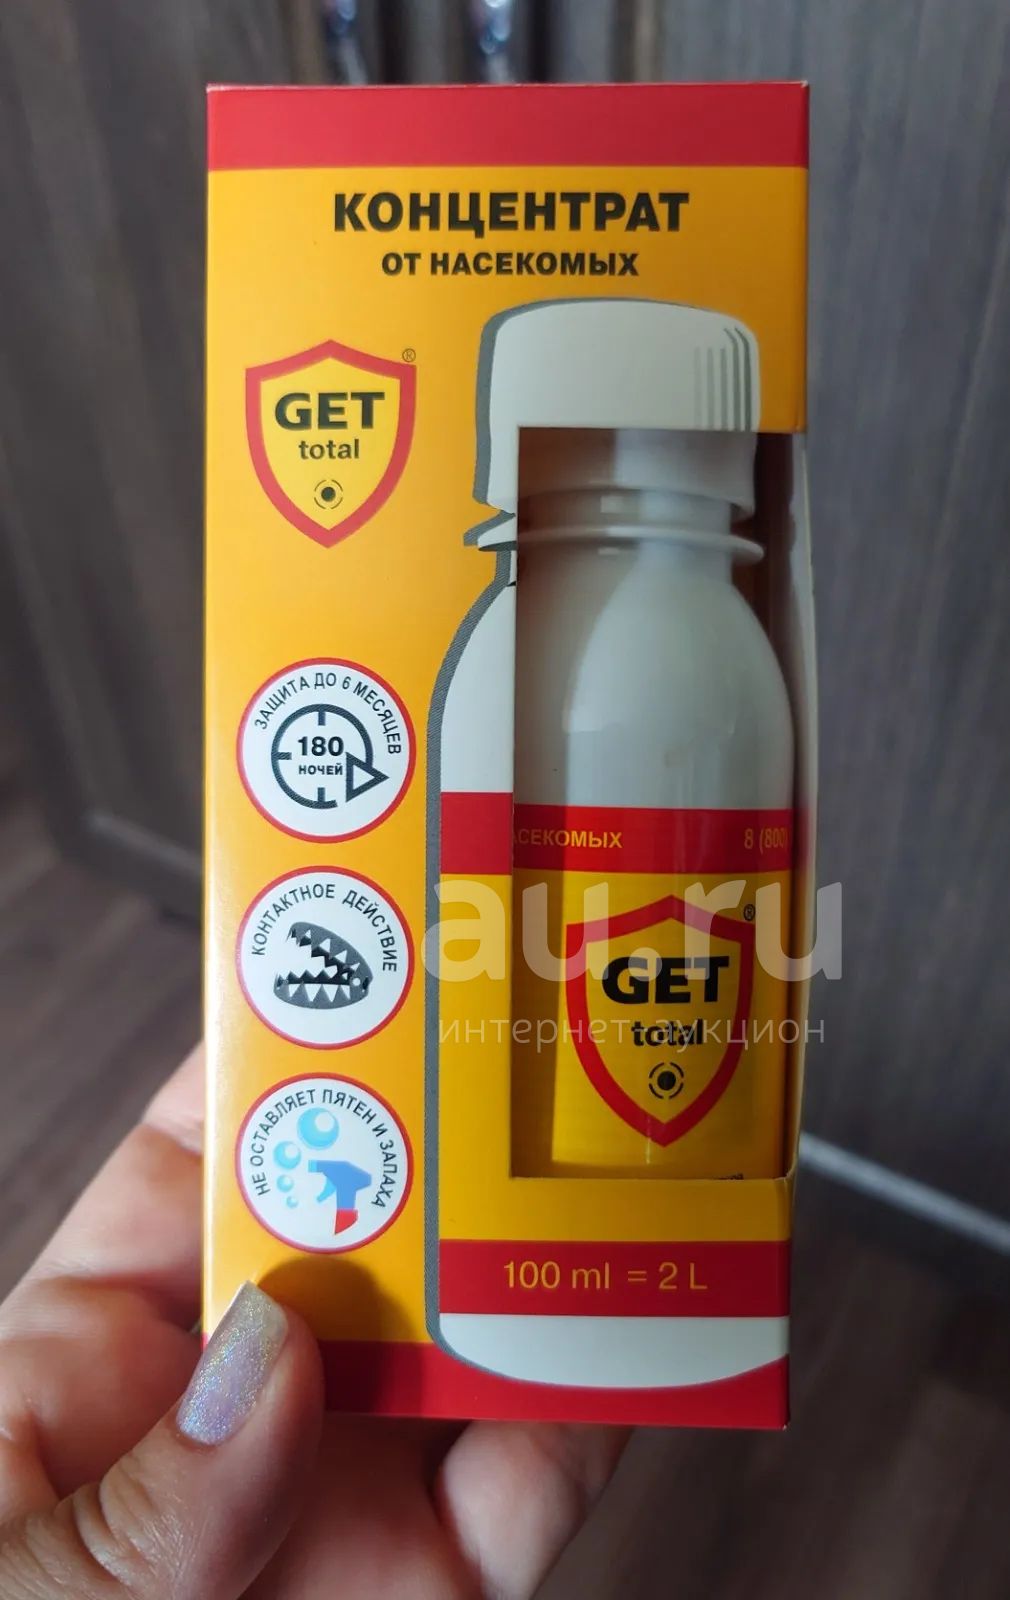 КОНЦЕНТРАТ
ОТ НАСЕКОМЫХ
GET
®
total
ЗАЩИТА ДО 6 МЕСЯЦЕВ
180
НОЧЕЙ
КОНТАКТНОЕ ДЕЙСТВИЕ
НЕ ОСТАВЛЯЕТ ПЯТЕН И ЗАПАХА
АСЕКОМЫХ 8 (800)
®
GET
total
100 ml = 2 L
au.ru
интернет-аукцион